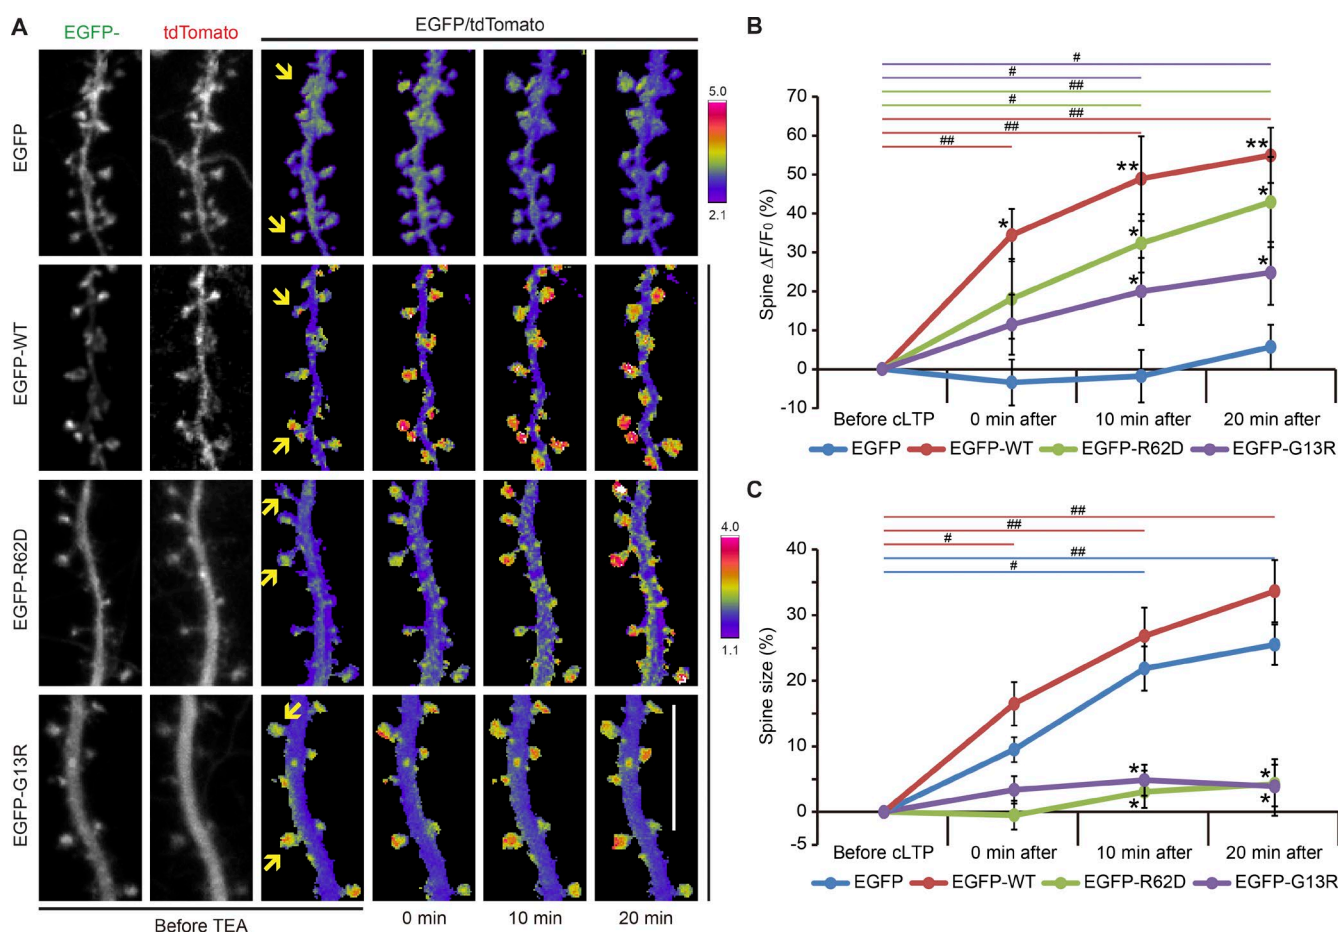 A
EGFP-
tdTomato
EGFP/tdTomato
EGFP
5.0
2.1
EGFP-WT
EGFP-R62D
4.0
1.1
EGFP-G13R
Before TEA
0 min
10 min
20 min
B
#
#
##
#
##
##
##
70
60
50
40
30
20
10
0
-10
Spine ΔF/F0 (%)
*
**
**
*
*
*
*
Before cLTP
0 min after
10 min after
20 min after
EGFP
EGFP-WT
EGFP-R62D
EGFP-G13R
C
##
##
#
##
#
40
30
20
10
0
-5
Spine size (%)
*
*
*
*
Before cLTP
0 min after
10 min after
20 min after
EGFP
EGFP-WT
EGFP-R62D
EGFP-G13R